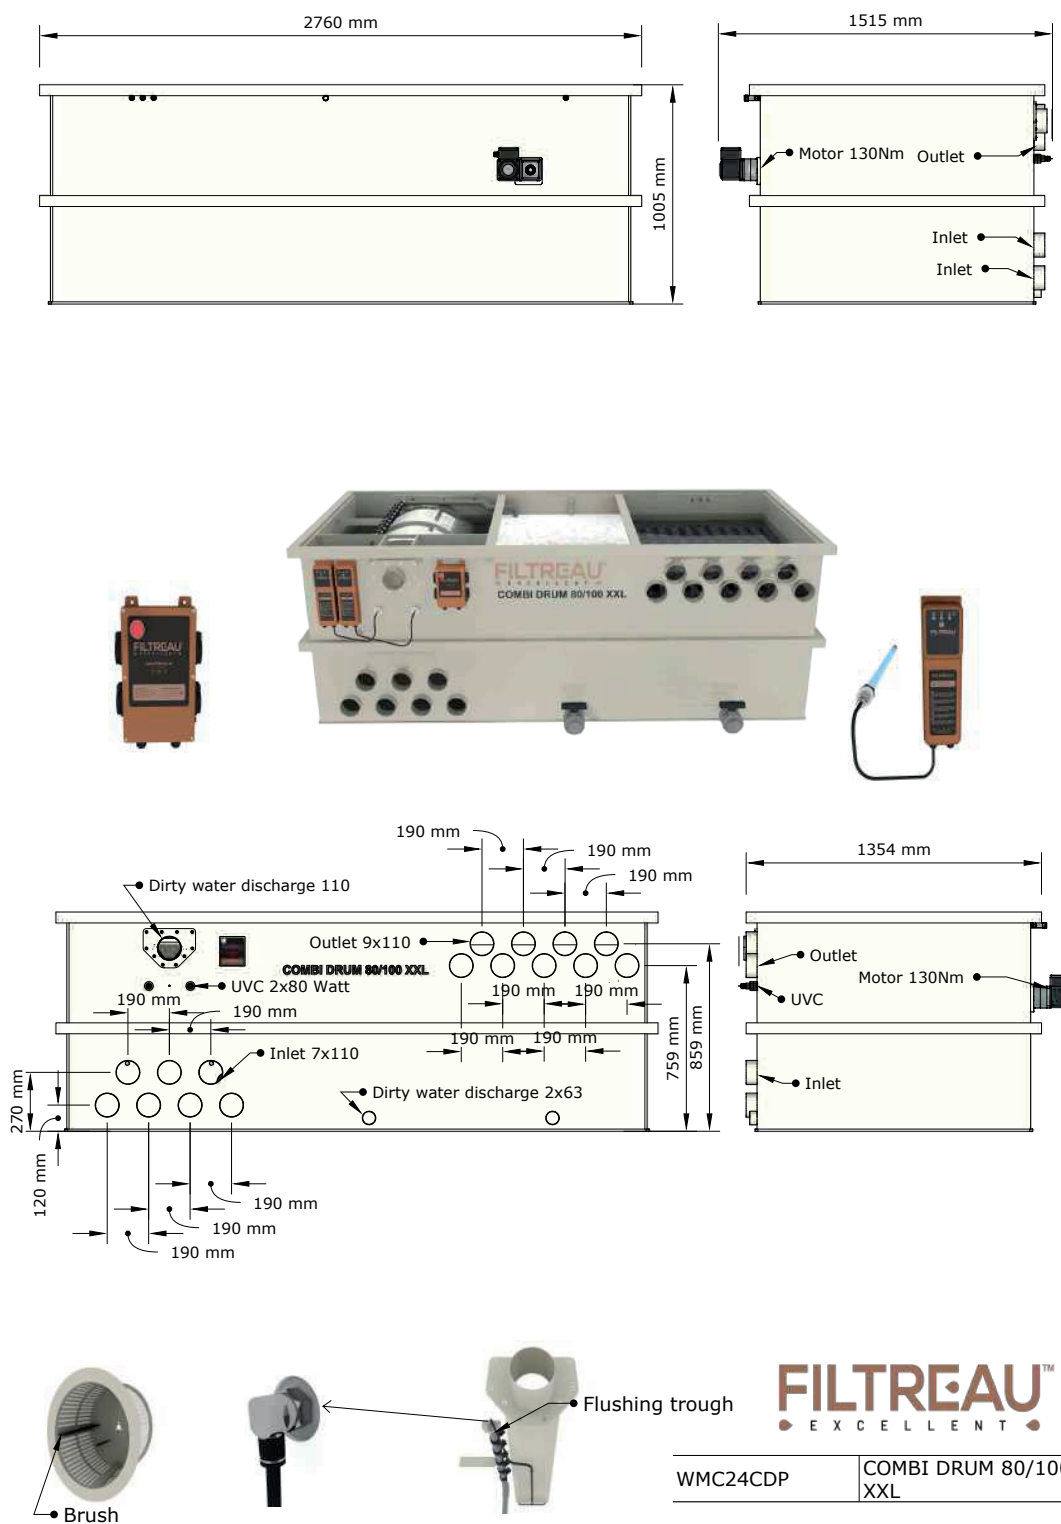 2760 mm
1515 mm
1005 mm
Motor 130Nm
Outlet
Inlet
Inlet
FILTREAU
EXCELLENT
COMBI DRUM 80/100 XXL
FILTREAU
FILTREAU
190 mm
190 mm
190 mm
1354 mm
Dirty water discharge 110
Outlet 9x110
COMBI DRUM 80/100 XXL
UVC 2x80 Watt
190 mm
190 mm
190 mm
190 mm
190 mm
190 mm
Inlet 7x110
Dirty water discharge 2x63
759 mm
859 mm
270 mm
120 mm
190 mm
190 mm
190 mm
Outlet
Motor 130Nm
UVC
Inlet
Flushing trough
Brush
FILTREAU™
EXCELLENT
WMC24CDP
COMBI DRUM 80/100
XXL